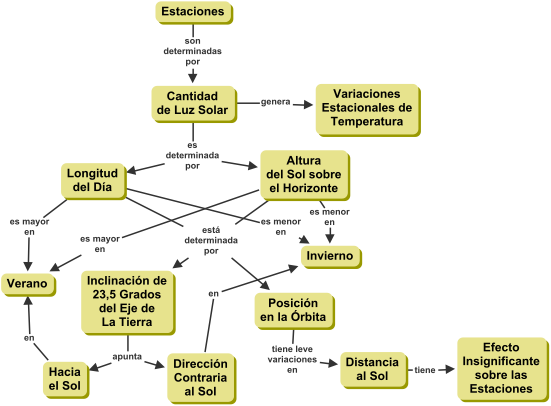 Estaciones
son
determinadas
por
Cantidad
de Luz Solar
genera
Variaciones
Estacionales de
Temperatura
es
determinada
por
Longitud
del Día
Altura
del Sol sobre
el Horizonte
es mayor
en
es mayor
en
está
determinada
por
es menor
en
es menor
en
Verano
Inclinación de
23,5 Grados
del Eje de
La Tierra
en
Posición
en la Órbita
Invierno
en
apunta
tiene leve
variaciones
en
Hacia
el Sol
Dirección
Contraria
al Sol
Distancia
al Sol
tiene
Efecto
Insignificante
sobre las
Estaciones